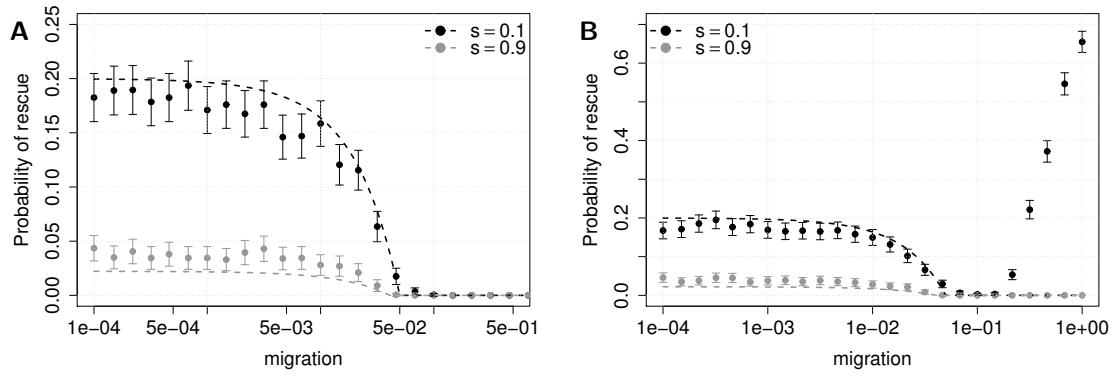 A
Probability of rescue
0.25
0.20
0.15
0.10
0.05
0.00
s = 0.1
s = 0.9
1e−04
5e−04
5e−03
5e−02
5e−01
migration
B
Probability of rescue
0.6
0.4
0.2
0.0
s = 0.1
s = 0.9
1e−04
1e−03
1e−02
1e−01
1e+00
migration